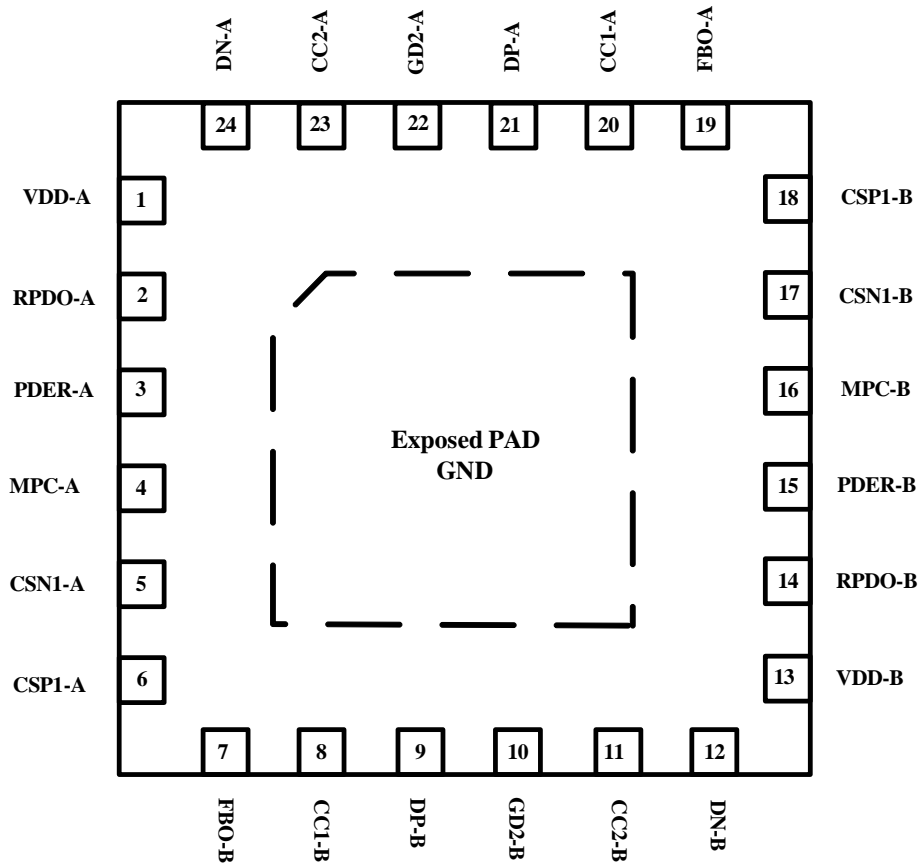 DN-A
CC2-A
GD2-A
DP-A
CC1-A
FBO-A
24
23
22
21
20
19
VDD-A
1
18
CSP1-B
RPDO-A
2
17
CSN1-B
PDER-A
3
16
MPC-B
Exposed PAD
GND
MPC-A
4
15
PDER-B
CSN1-A
5
14
RPDO-B
CSP1-A
6
13
VDD-B
7
8
9
10
11
12
FBO-B
CC1-B
DP-B
GD2-B
CC2-B
DN-B